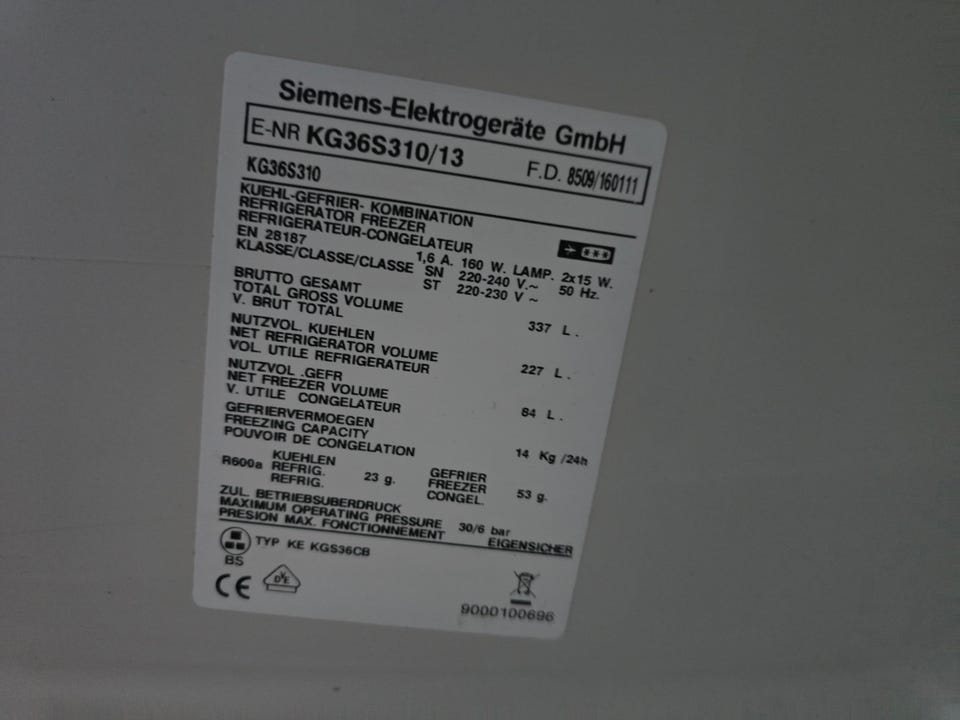 Siemens-Elektrogeräte GmbH
E-NR KG36S310/13 F.D. 8509/160111
KG36S310
KUEHL-GEFRIER- KOMBINATION
REFRIGERATOR FREEZER
REFRIGERATEUR-CONGELATEUR
EN 28187 1,6 A. 160 W. LAMP. 2x15 W.
KLASSE/CLASSE/CLASSE SN 220-240 V.~ 50 Hz.
ST 220-230 V ~
BRUTTO GESAMT
TOTAL GROSS VOLUME 337 L .
V. BRUT TOTAL
NUTZVOL. KUEHLEN
NET REFRIGERATOR VOLUME 227 L .
VOL. UTILE REFRIGERATEUR
NUTZVOL .GEFR
NET FREEZER VOLUME 84 L .
V. UTILE CONGELATEUR
GEFRIERVERMOEGEN
FREEZING CAPACITY 14 Kg /24h
POUVOIR DE CONGELATION
KUEHLEN GEFRIER
R600a REFRIG. 23 g. FREEZER 53 g.
REFRIG. CONGEL.
ZUL. BETRIEBSUBERDRUCK
MAXIMUM OPERATING PRESSURE 30/6 bar
PRESION MAX. FONCTIONNEMENT EIGENSICHER
TYP KE KGS36CB
BS
CE DVE
9000100696